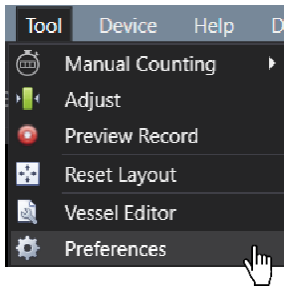 Tool Device Help D
Manual Counting
Adjust
Preview Record
Reset Layout
Vessel Editor
Preferences